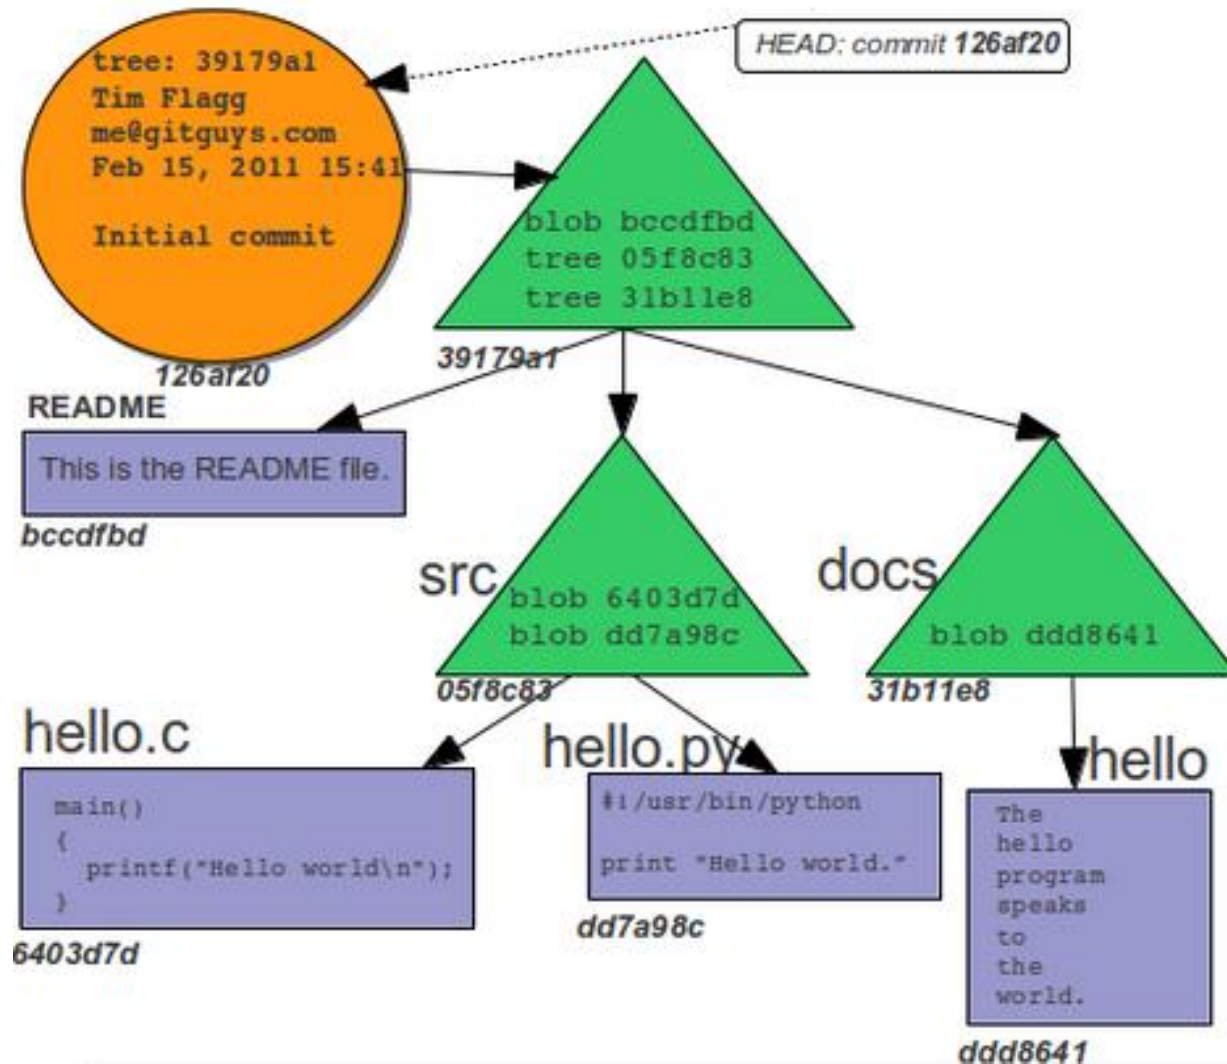 HEAD: commit 126af20
tree: 39179a1
Tim Flagg
me@gitguys.com
Feb 15, 2011 15:41
Initial commit
126af20
blob bccdfbd
tree 05f8c83
tree 31b11e8
39179a1
README
This is the README file.
bccdfbd
src
blob 6403d7d
blob dd7a98c
05f8c83
docs
blob ddd8641
31b11e8
hello.c
main()
{
printf("Hello world\n");
}
6403d7d
hello.py
#!/usr/bin/python
print "Hello world."
dd7a98c
hello
The
hello
program
speaks
to
the
world.
ddd8641